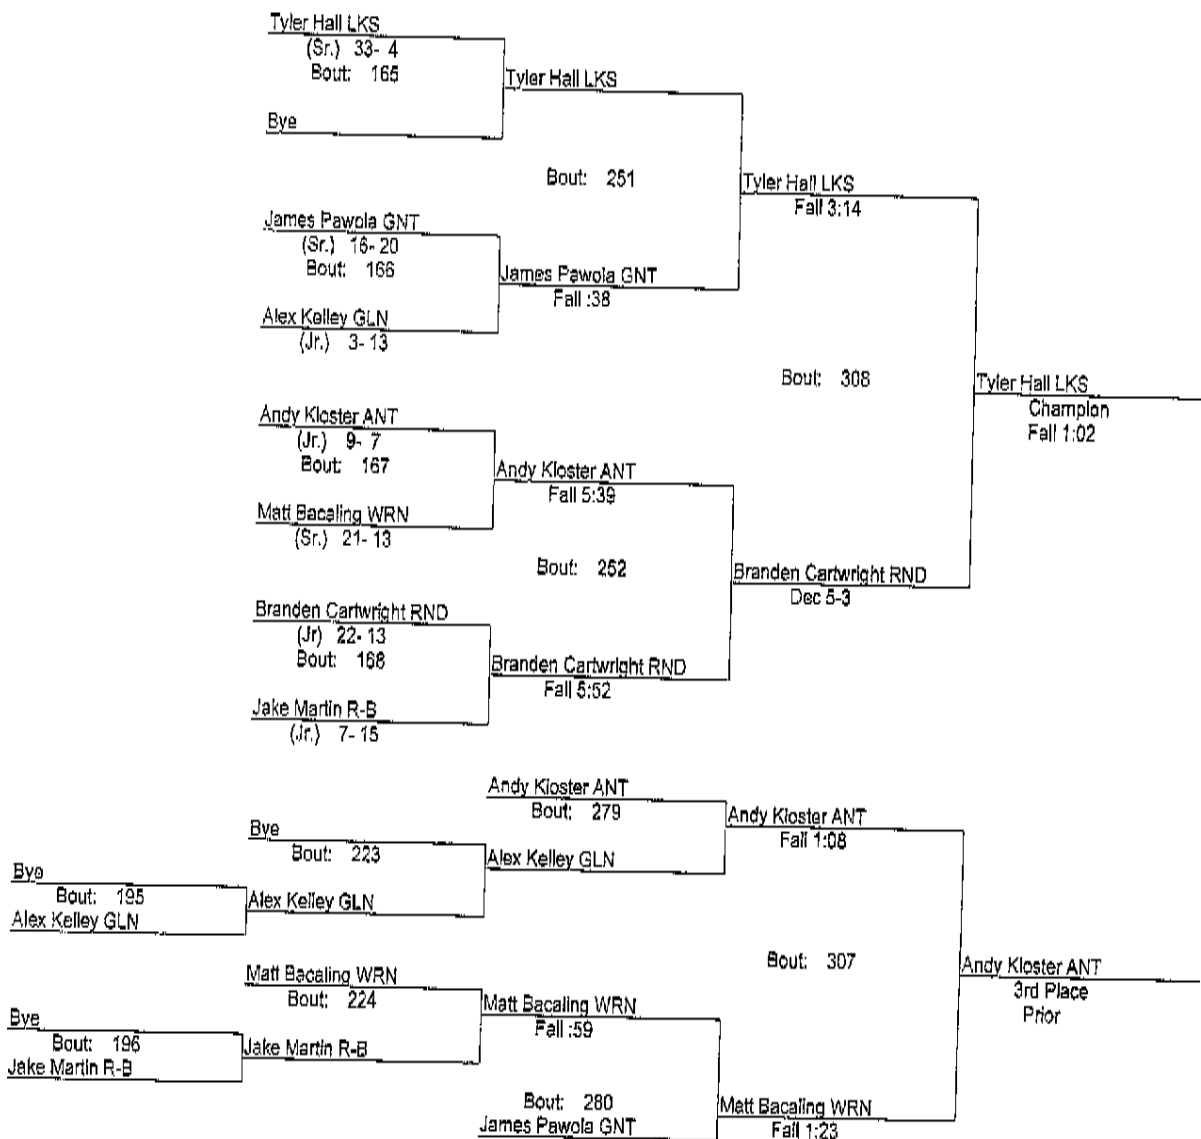 Tyler Hall LKS
(Sr.) 33- 4
Bout: 165
Tyler Hall LKS
Bye
Bout: 251
Tyler Hall LKS
Fall 3:14
James Pawola GNT
(Sr.) 16- 20
Bout: 166
James Pawola GNT
Fall :38
Alex Kelley GLN
(Jr.) 3- 13
Bout: 308
Tyler Hall LKS
Champion
Fall 1:02
Andy Kloster ANT
(Jr.) 9- 7
Bout: 167
Andy Kloster ANT
Fall 5:39
Matt Bacaling WRN
(Sr.) 21- 13
Bout: 252
Branden Cartwright RND
Dec 5-3
Branden Cartwright RND
(Jr) 22- 13
Bout: 168
Branden Cartwright RND
Fall 5:52
Jake Martin R-B
(Jr.) 7- 15
Andy Kloster ANT
Bout: 279
Andy Kloster ANT
Fall 1:08
Bye
Bout: 223
Alex Kelley GLN
Bye
Bout: 195
Alex Kelley GLN
Alex Kelley GLN
Bout: 307
Andy Kloster ANT
3rd Place
Prior
Matt Bacaling WRN
Bout: 224
Matt Bacaling WRN
Fall :59
Bye
Bout: 196
Jake Martin R-B
Jake Martin R-B
Bout: 280
James Pawola GNT
Matt Bacaling WRN
Fall 1:23